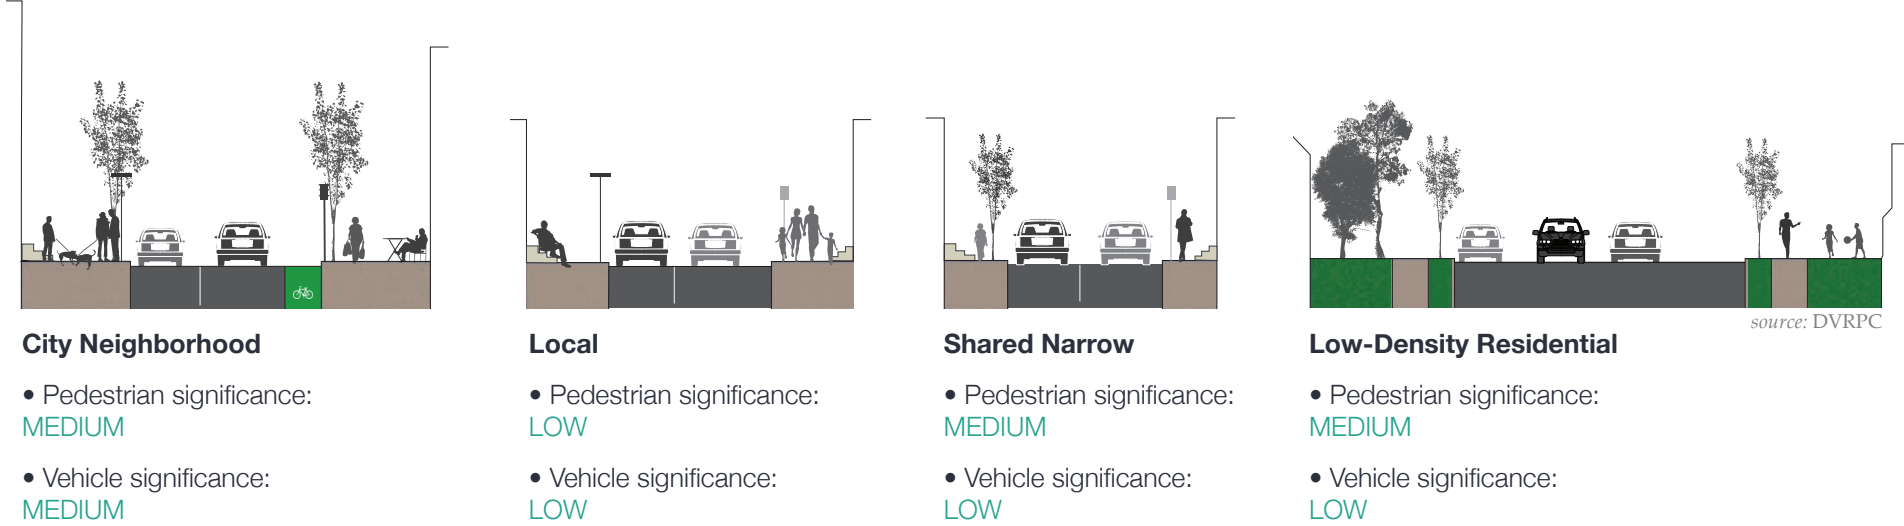 source: DVRPC
City Neighborhood
• Pedestrian significance:
MEDIUM
• Vehicle significance:
MEDIUM
Local
• Pedestrian significance:
LOW
• Vehicle significance:
LOW
Shared Narrow
• Pedestrian significance:
MEDIUM
• Vehicle significance:
LOW
Low-Density Residential
• Pedestrian significance:
MEDIUM
• Vehicle significance:
LOW